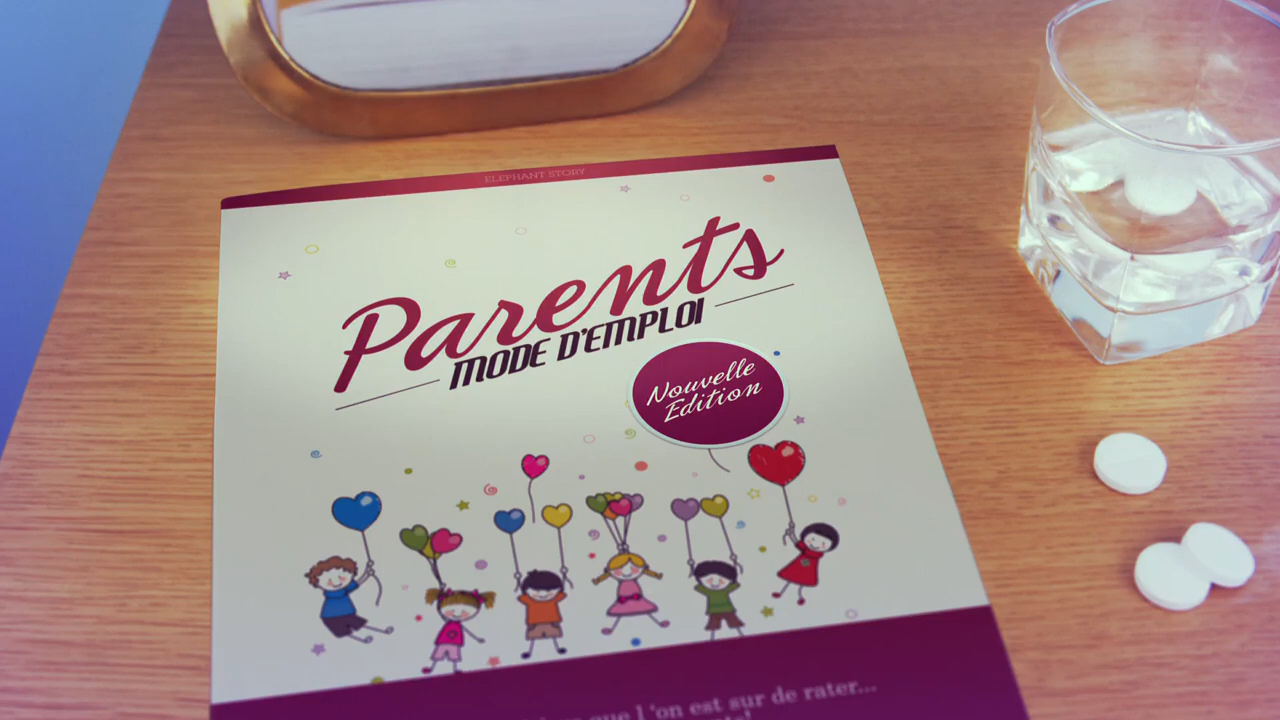 ELEPHANT STORY
Parents
MODE D'EMPLOI
Nouvelle
Edition
que l 'on est sur de rater...